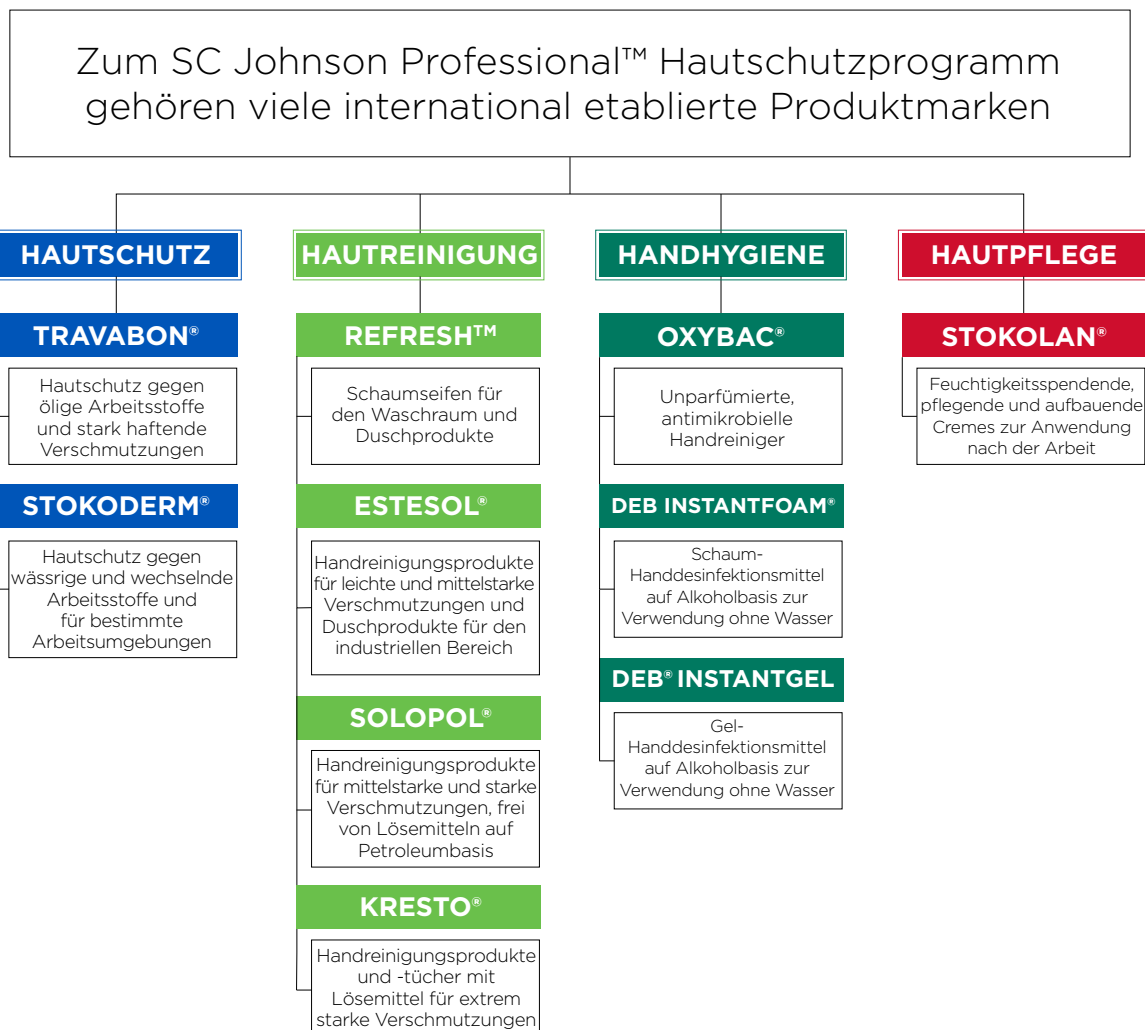 Zum SC Johnson Professional™ Hautschutzprogramm
gehören viele international etablierte Produktmarken
HAUTSCHUTZ
TRAVABON®
Hautschutz gegen
ölige Arbeitsstoffe
und stark haftende
Verschmutzungen
STOKODERM®
Hautschutz gegen
wässrige und wechselnde
Arbeitsstoffe und
für bestimmte
Arbeitsumgebungen
HAUTREINIGUNG
REFRESH™
Schaumseifen für
den Waschraum und
Duschprodukte
ESTESOL®
Handreinigungsprodukte
für leichte und mittelstarke
Verschmutzungen und
Duschprodukte für den
industriellen Bereich
SOLOPOL®
Handreinigungsprodukte
für mittelstarke und starke
Verschmutzungen, frei
von Lösemitteln auf
Petroleumbasis
KRESTO®
Handreinigungsprodukte
und -tücher mit
Lösemittel für extrem
starke Verschmutzungen
HANDHYGIENE
OXYBAC®
Unparfümierte,
antimikrobielle
Handreiniger
DEB INSTANTFOAM®
Schaum-
Handdesinfektionsmittel
auf Alkoholbasis zur
Verwendung ohne Wasser
DEB® INSTANTGEL
Gel-
Handdesinfektionsmittel
auf Alkoholbasis zur
Verwendung ohne Wasser
HAUTPFLEGE
STOKOLAN®
Feuchtigkeitsspendende,
pflegende und aufbauende
Cremes zur Anwendung
nach der Arbeit